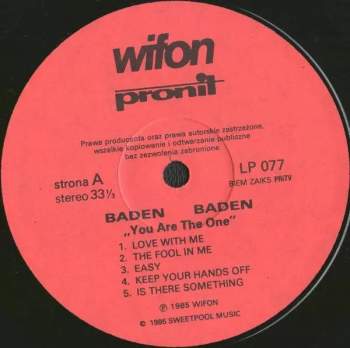 wifon
pronit
Prawa producenta oraz prawa autorskie zastrzeżone,
wszelkie kopiowanie i odtwarzanie publiczne
bez zezwolenia zabronione.
strona A
stereo 33⅓
LP 077
BIEM ZAIKS PRiTV
BADEN BADEN
„You Are The One"
1. LOVE WITH ME
2. THE FOOL IN ME
3. EASY
4. KEEP YOUR HANDS OFF
5. IS THERE SOMETHING
℗ 1985 WIFON
© 1985 SWEETPOOL MUSIC